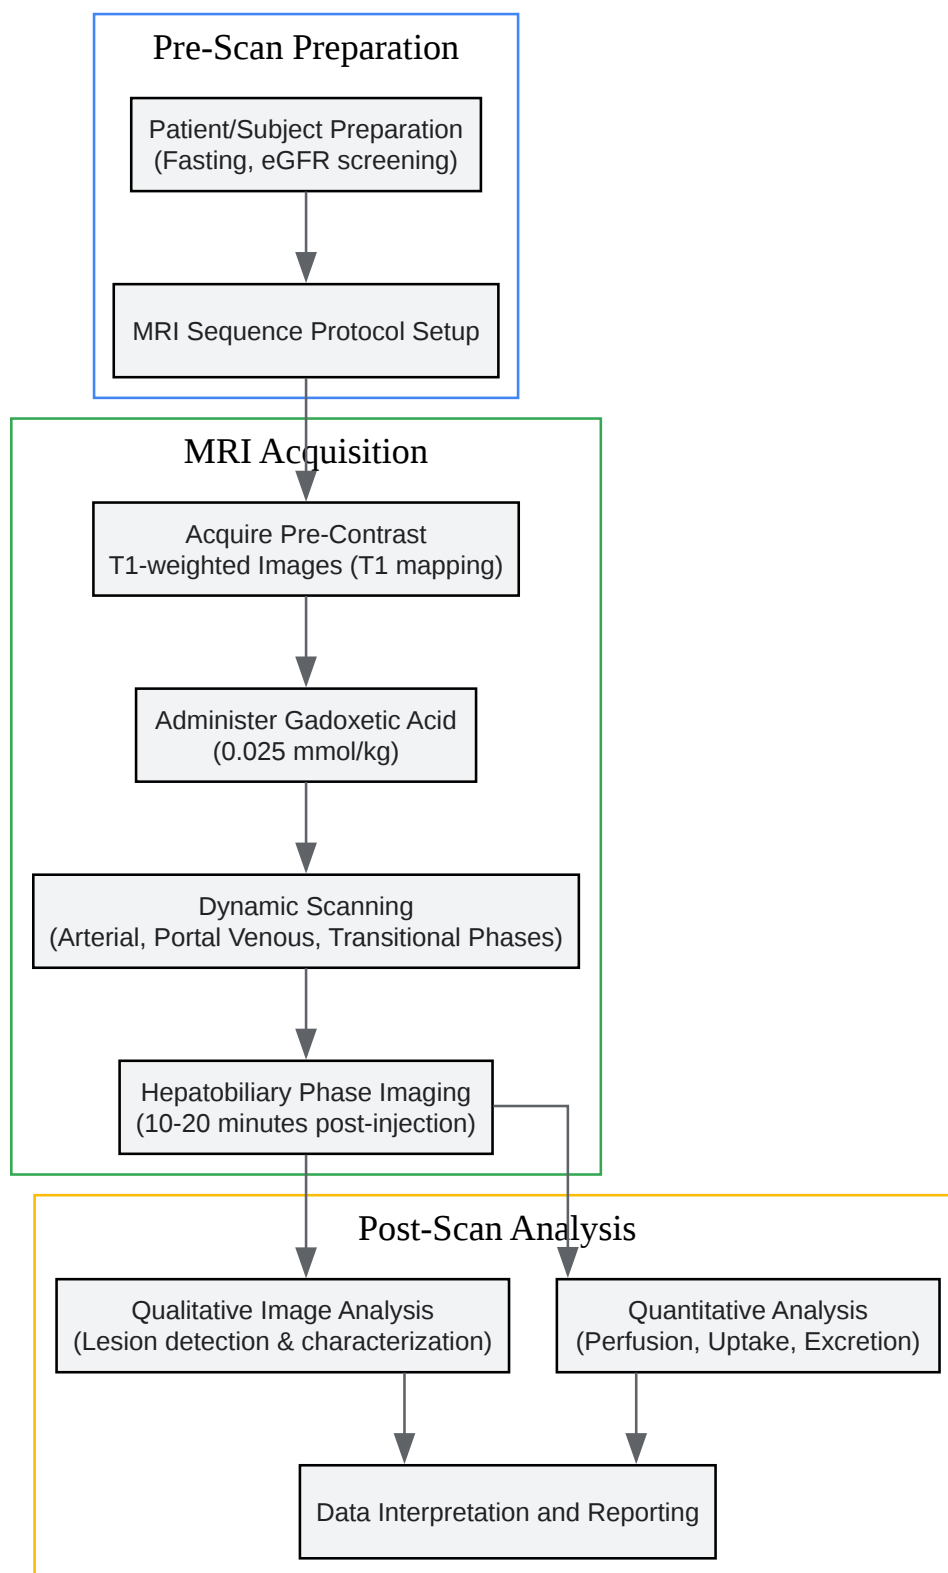 Pre-Scan Preparation
Patient/Subject Preparation
(Fasting, eGFR screening)
MRI Sequence Protocol Setup
MRI Acquisition
Acquire Pre-Contrast
T1-weighted Images (T1 mapping)
Administer Gadoxetic Acid
(0.025 mmol/kg)
Dynamic Scanning
(Arterial, Portal Venous, Transitional Phases)
Hepatobiliary Phase Imaging
(10-20 minutes post-injection)
Post-Scan Analysis
Qualitative Image Analysis
(Lesion detection & characterization)
Quantitative Analysis
(Perfusion, Uptake, Excretion)
Data Interpretation and Reporting